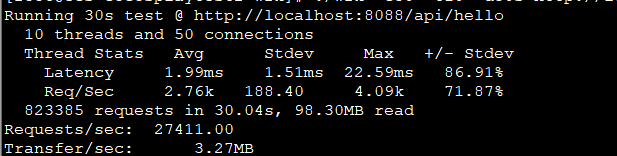 Running 30s test @ http://localhost:8088/api/hello
10 threads and 50 connections
Thread Stats Avg Stdev Max +/- Stdev
Latency 1.99ms 1.51ms 22.59ms 86.91%
Req/Sec 2.76k 188.40 4.09k 71.87%
823385 requests in 30.04s, 98.30MB read
Requests/sec: 27411.00
Transfer/sec: 3.27MB